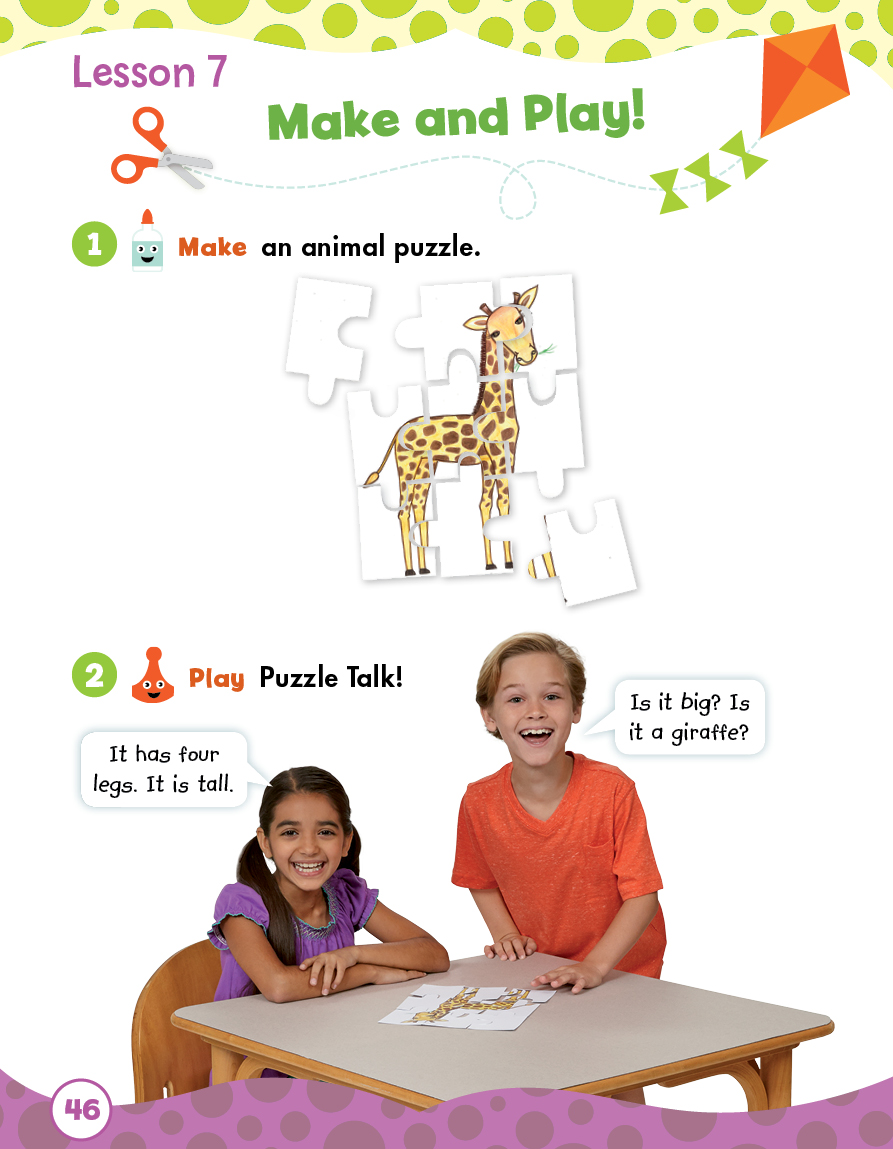 Lesson 7
Make and Play!
1 Make an animal puzzle.
2 Play Puzzle Talk!
Is it big? Is
it a giraffe?
It has four
legs. It is tall.
46